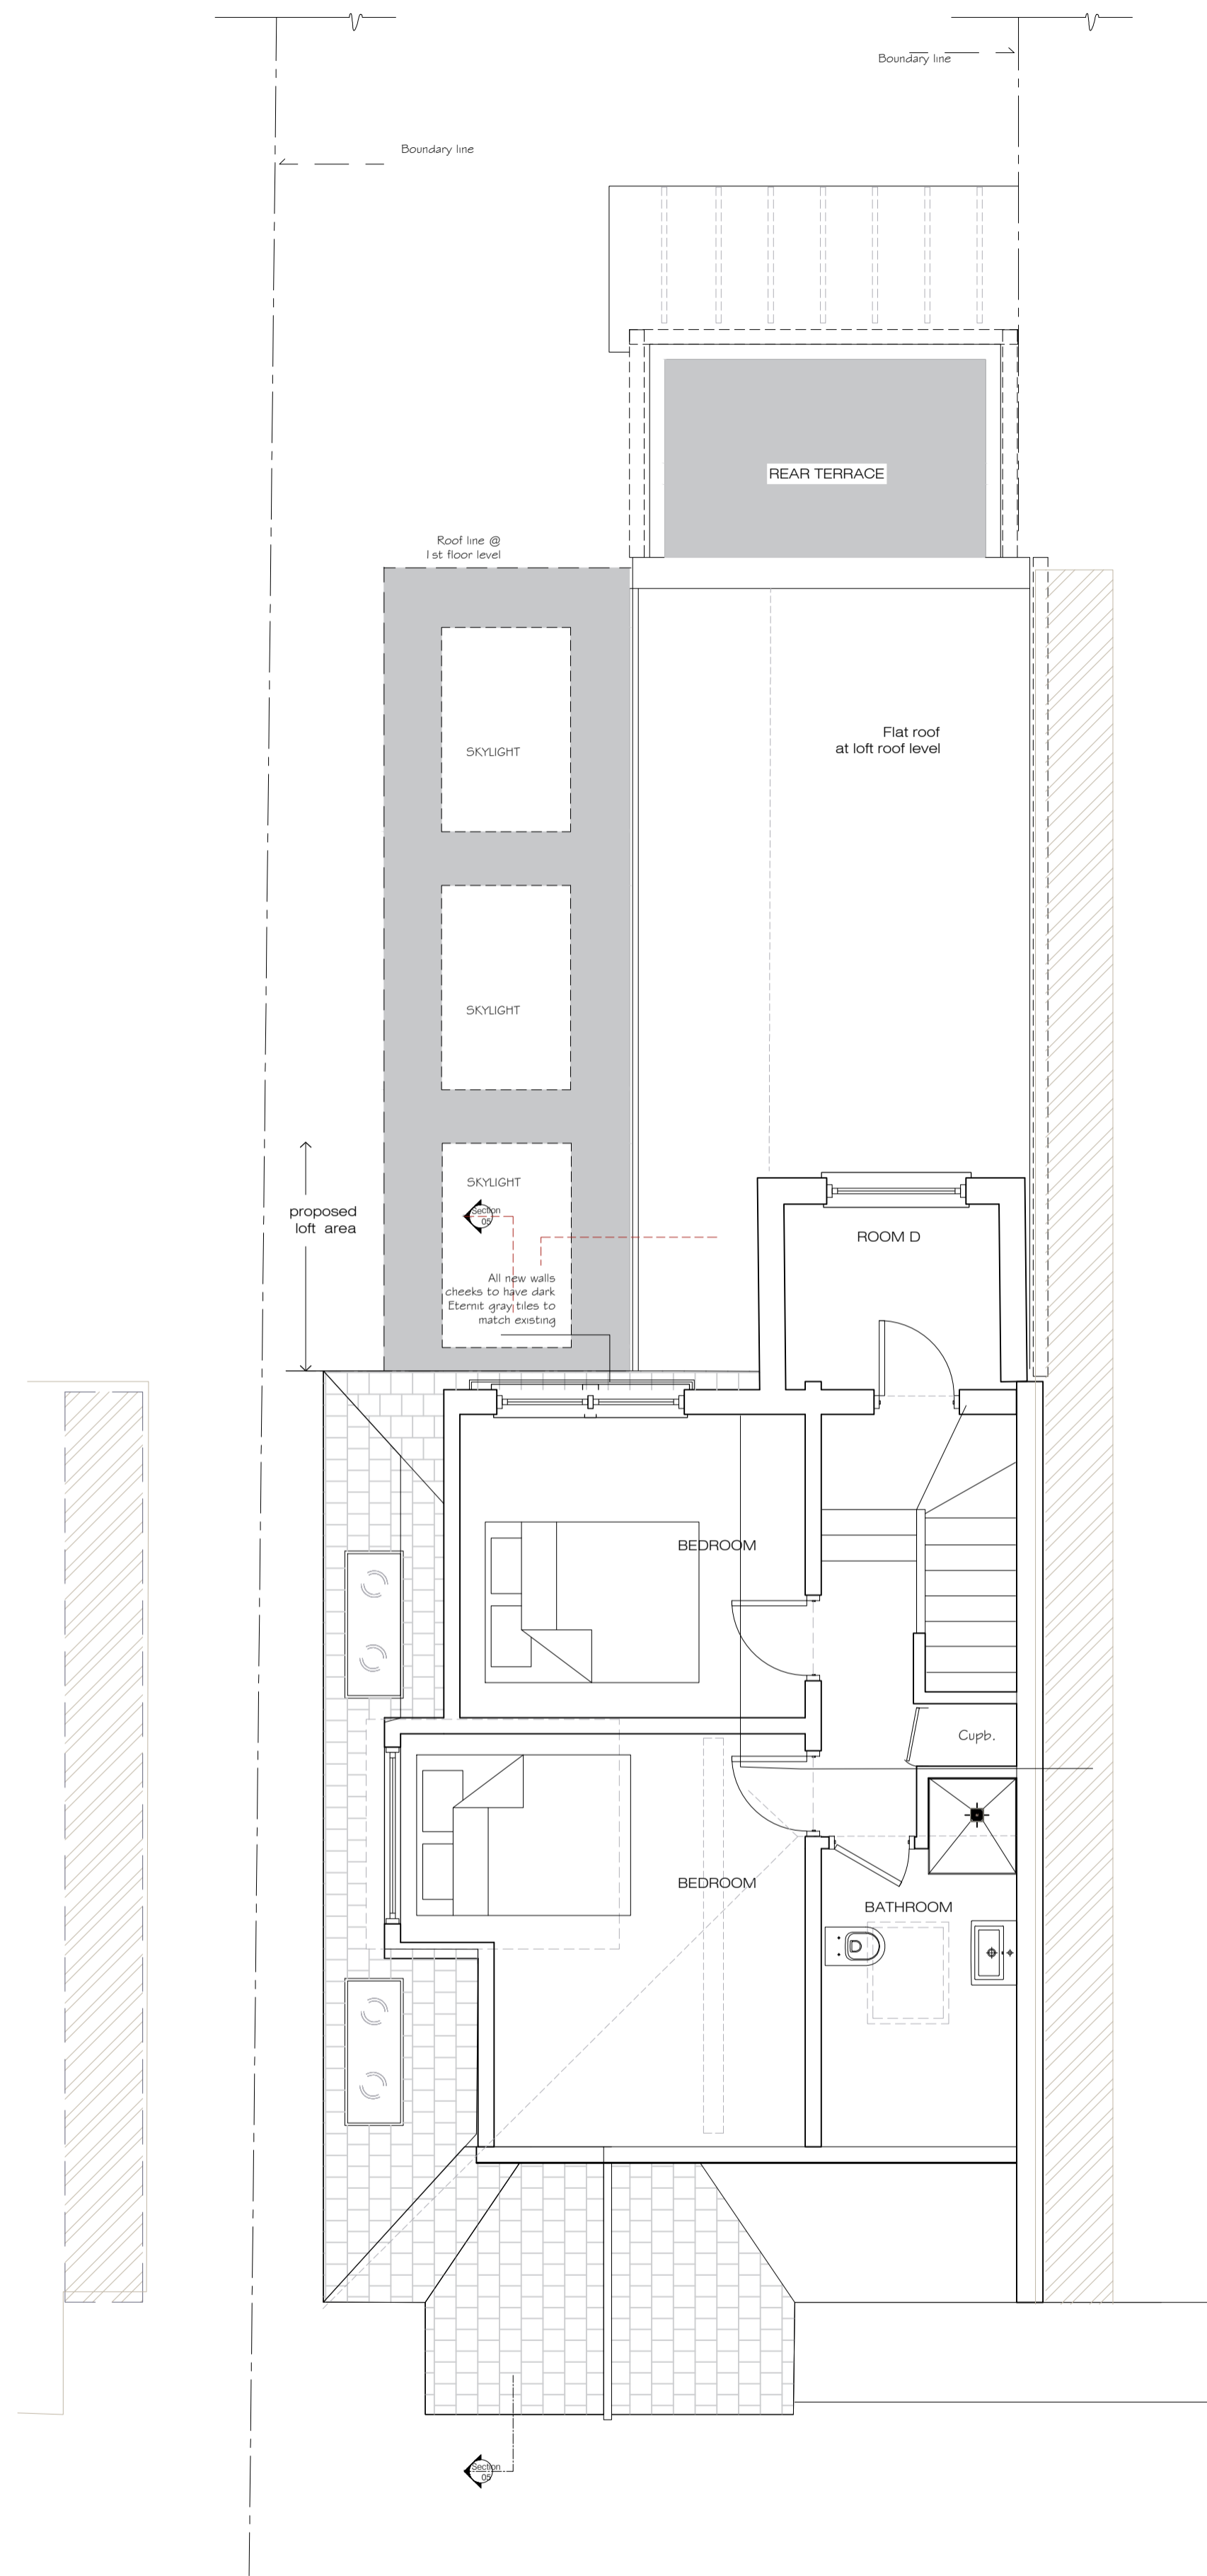 Boundary line
Boundary line
REAR TERRACE
Roof line @
1st floor level
SKYLIGHT
Flat roof
at loft roof level
SKYLIGHT
SKYLIGHT
proposed
loft area
Section
05
ROOM D
All new walls
cheeks to have dark
Eternit gray tiles to
match existing
BEDROOM
Cupb.
BEDROOM
BATHROOM
Section
05